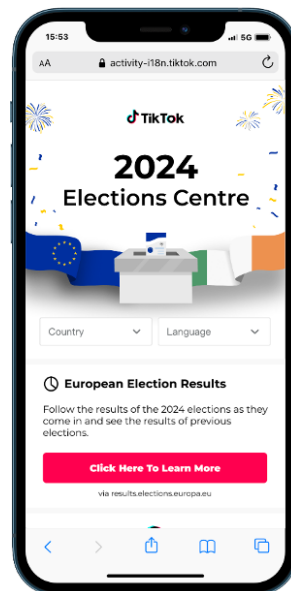 15:53
5G
AA
activity-i18n.tiktok.com
TikTok
2024
Elections Centre
Country
Language
European Election Results
Follow the results of the 2024 elections as they
come in and see the results of previous
elections.
Click Here To Learn More
via results.elections.europa.eu